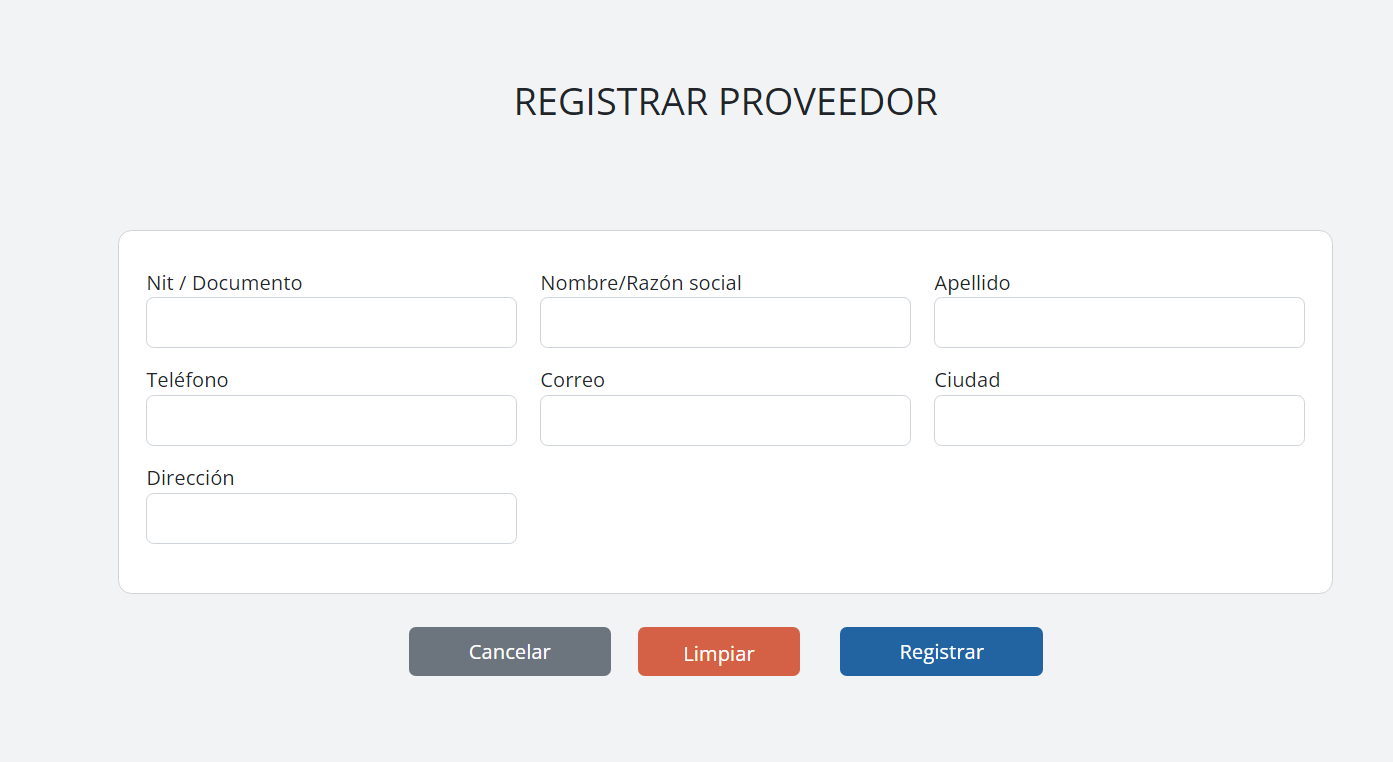 REGISTRAR PROVEEDOR
Nit / Documento
Nombre/Razón social
Apellido
Teléfono
Correo
Ciudad
Dirección
Cancelar
Limpiar
Registrar